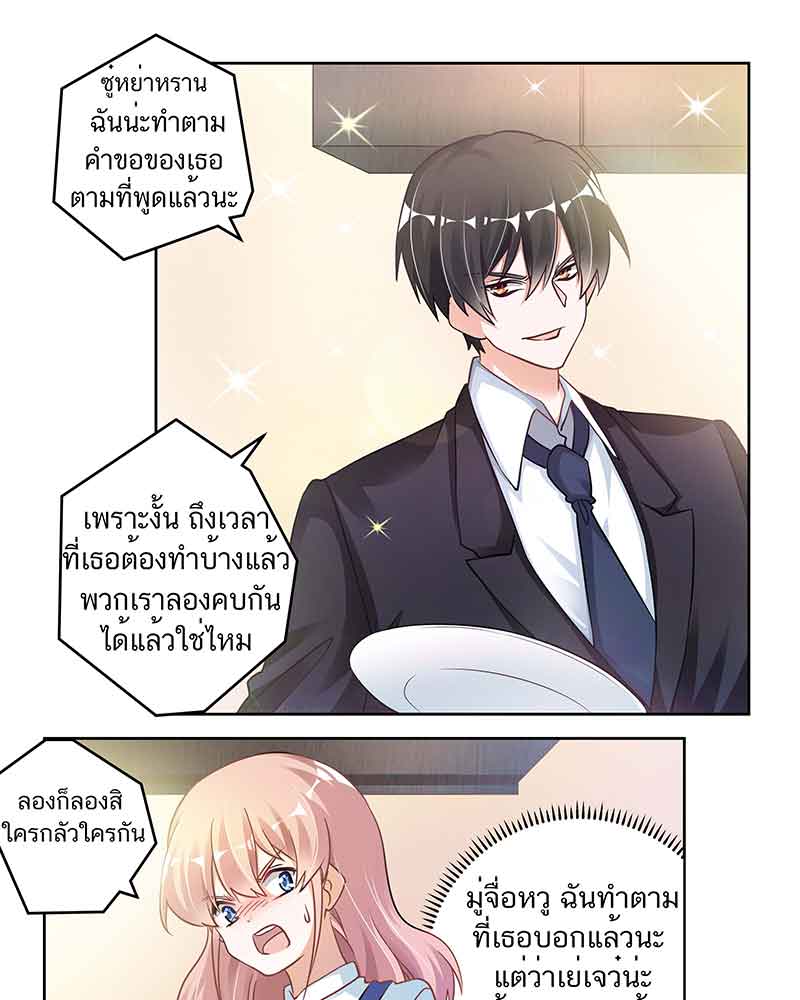 ซู่หย่าหราน
ฉันน่ะทำตาม
คำขอของเธอ
ตามที่พูดแล้วนะ
เพราะงั้น ถึงเวลา
ที่เธอต้องทำบ้างแล้ว
พวกเราลองคบกัน
ได้แล้วใช่ไหม
ลองก็ลองสิ
ใครกลัวใครกัน
มู่จื่อหวู ฉันทำตาม
ที่เธอบอกแล้วนะ
แต่ว่าเย่เจว๋น่ะ